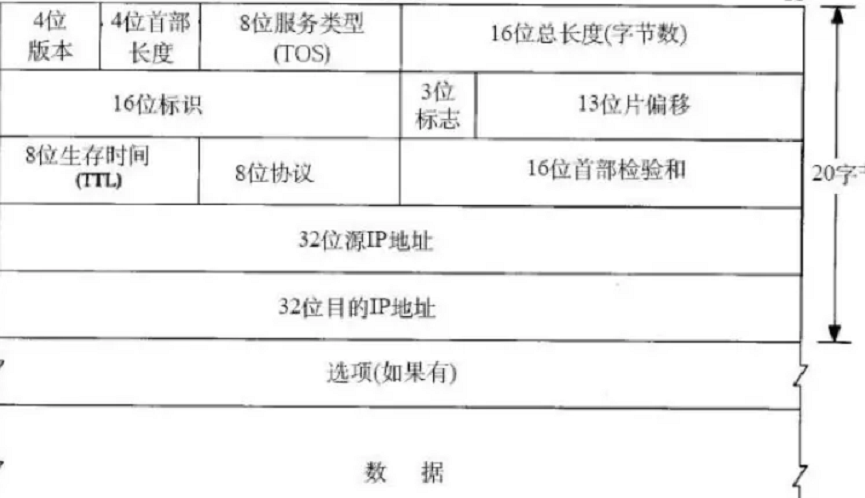 4位
版本
4位首部
长度
8位服务类型
(TOS)
16位总长度(字节数)
16位标识
3位
标志
13位片偏移
8位生存时间
(TTL)
8位协议
16位首部检验和
20字
32位源IP地址
32位目的IP地址
选项(如果有)
数 据